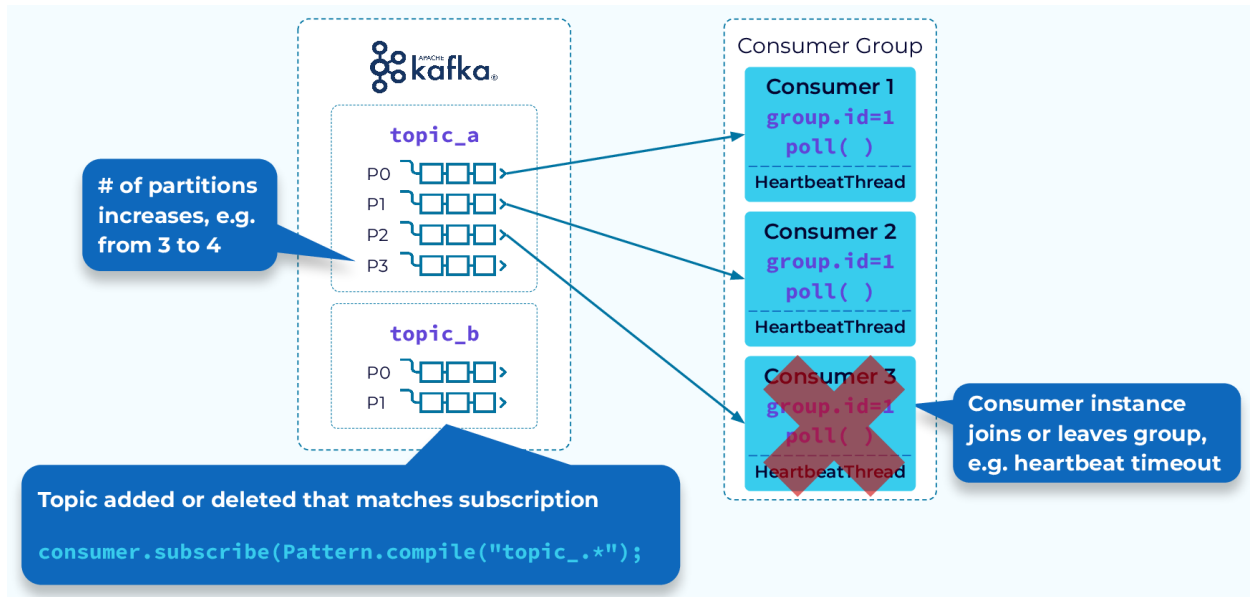 APACHE
kafka®
topic_a
P0
P1
P2
P3
topic_b
P0
P1
# of partitions
increases, e.g.
from 3 to 4
Topic added or deleted that matches subscription
consumer.subscribe(Pattern.compile("topic_.*");
Consumer Group
Consumer 1
group.id=1
poll( )
HeartbeatThread
Consumer 2
group.id=1
poll( )
HeartbeatThread
Consumer 3
group.id=1
poll( )
HeartbeatThread
Consumer instance
joins or leaves group,
e.g. heartbeat timeout